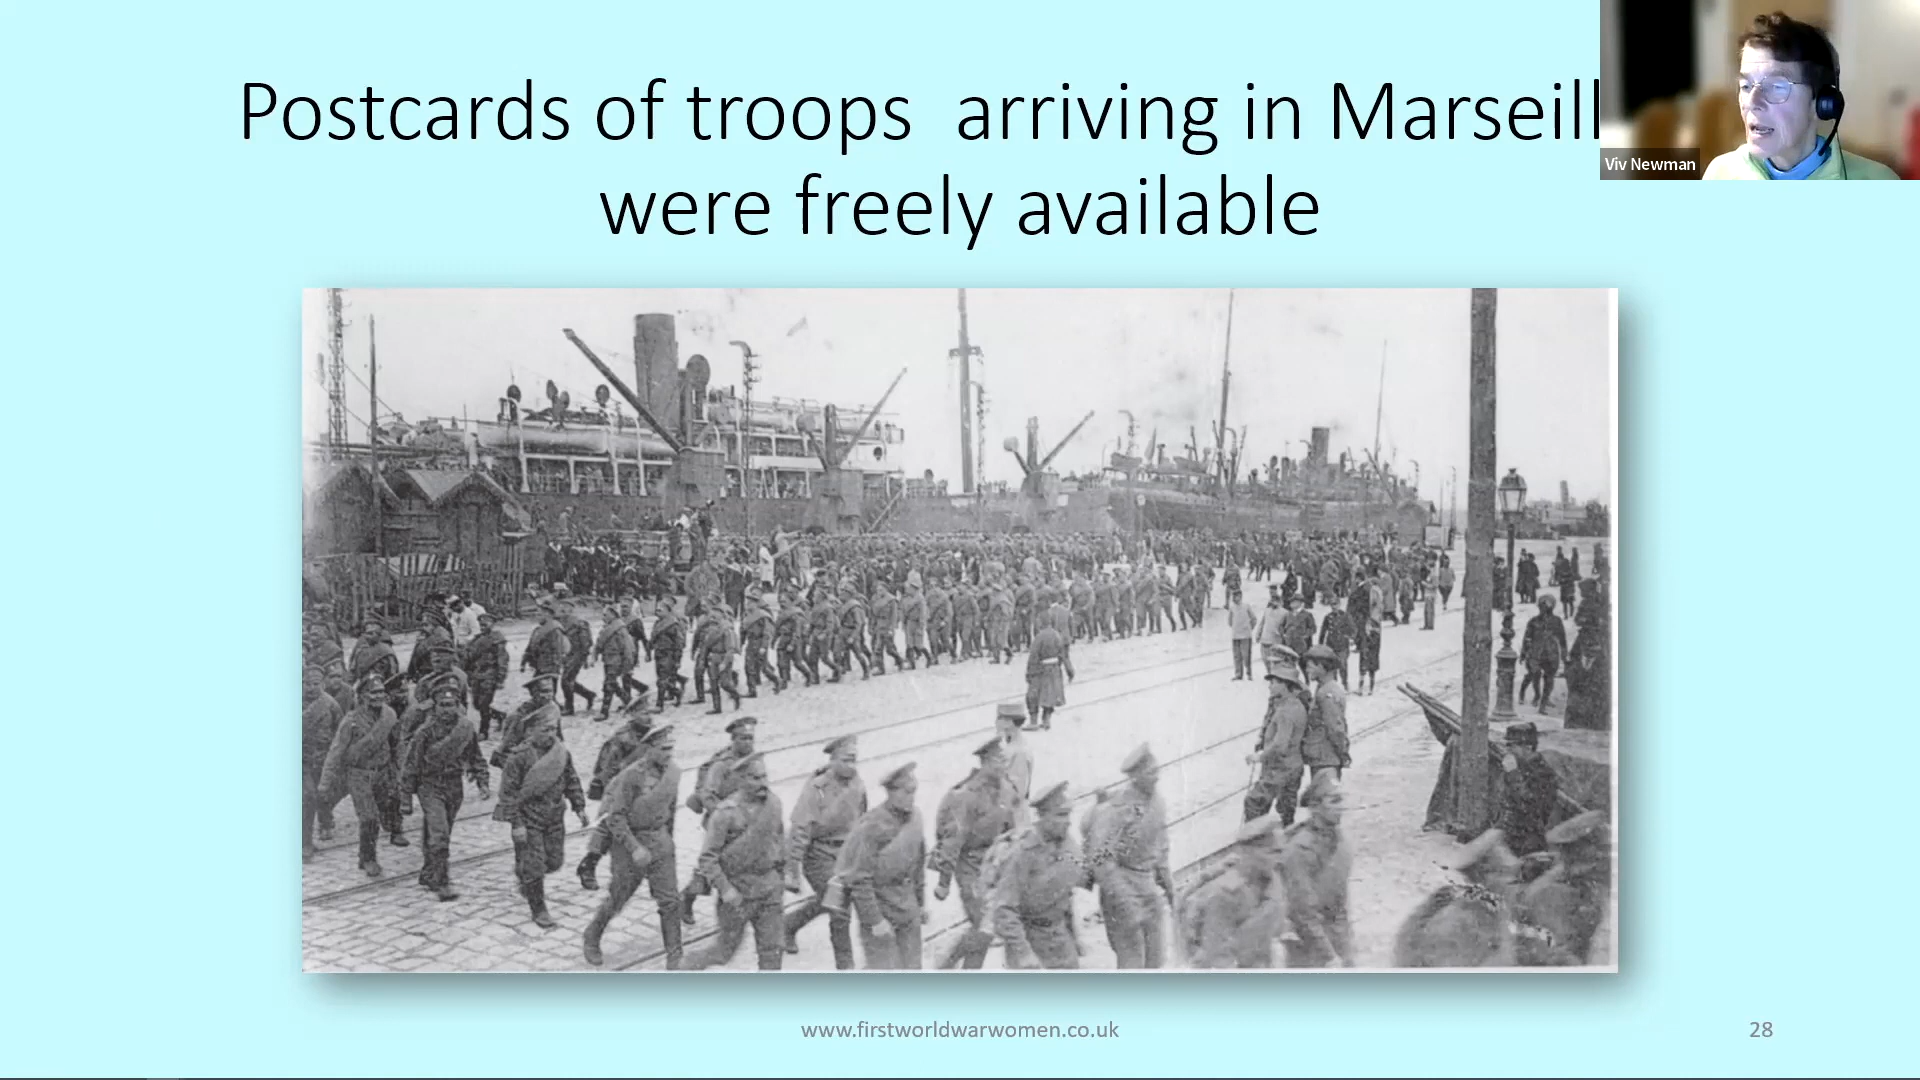 Postcards of troops  arriving in Marseill
were freely available
Viv Newman
www.firstworldwarwomen.co.uk
28